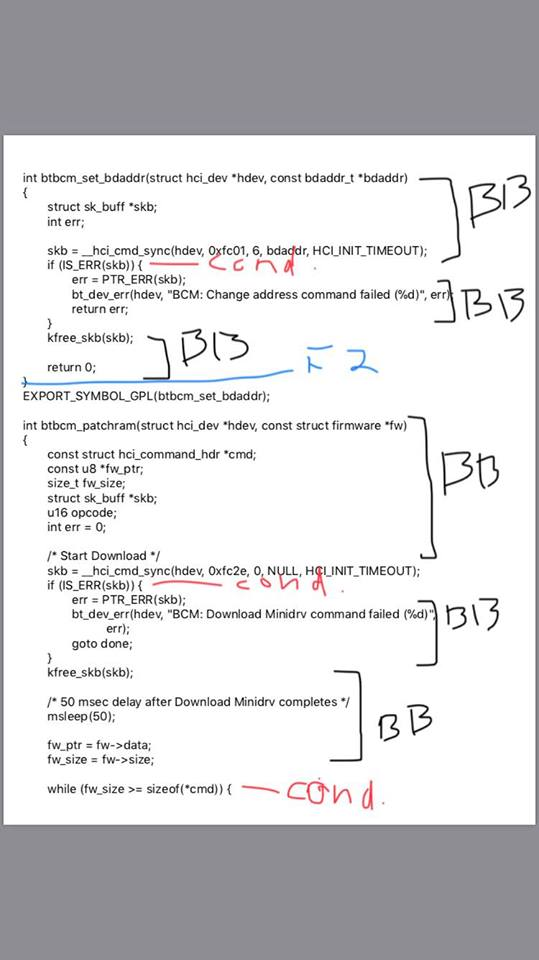 int btbcm_set_bdaddr(struct hci_dev *hdev, const bdaddr_t *bdaddr)
{
struct sk_buff *skb;
int err;
BB
skb = __hci_cmd_sync(hdev, 0xfc01, 6, bdaddr, HCI_INIT_TIMEOUT);
if (IS_ERR(skb)) { cond.
err = PTR_ERR(skb);
bt_dev_err(hdev, "BCM: Change address command failed (%d)", err);
return err;
BB
}
kfree_skb(skb);
BB
return 0;
F2
}
EXPORT_SYMBOL_GPL(btbcm_set_bdaddr);
int btbcm_patchram(struct hci_dev *hdev, const struct firmware *fw)
{
const struct hci_command_hdr *cmd;
const u8 *fw_ptr;
size_t fw_size;
struct sk_buff *skb;
u16 opcode;
int err = 0;
BB
/* Start Download */
skb = __hci_cmd_sync(hdev, 0xfc2e, 0, NULL, HCI_INIT_TIMEOUT);
if (IS_ERR(skb)) { cond.
err = PTR_ERR(skb);
bt_dev_err(hdev, "BCM: Download Minidrv command failed (%d)",
err);
goto done;
BB
}
kfree_skb(skb);
/* 50 msec delay after Download Minidrv completes */
msleep(50);
BB
fw_ptr = fw->data;
fw_size = fw->size;
while (fw_size >= sizeof(*cmd)) { cond.